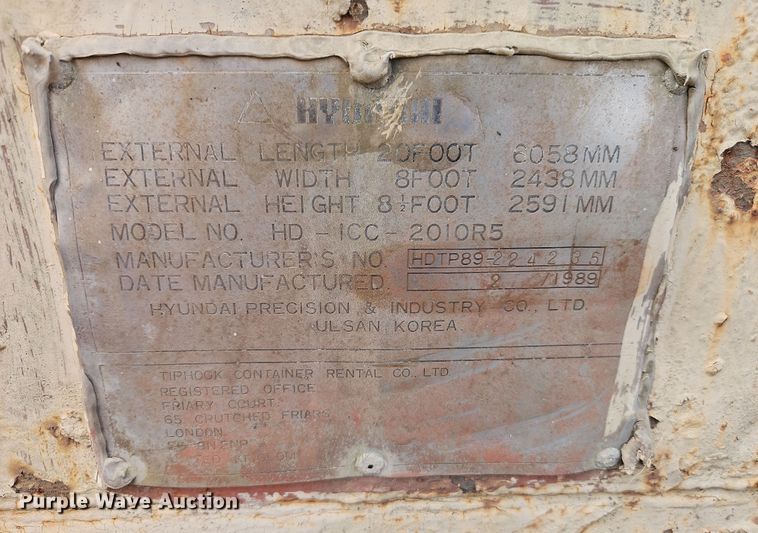 HYUNDAI
EXTERNAL LENGTH 20FOOT 6058MM
EXTERNAL WIDTH 8FOOT 2438MM
EXTERNAL HEIGHT 8½FOOT 2591MM
MODEL NO. HD-ICC-2010R5
MANUFACTURER'S NO. HDTP89-224235
DATE MANUFACTURED. 2 /1989
HYUNDAI PRECISION & INDUSTRY CO., LTD.
ULSAN KOREA.
TIPHOOK CONTAINER RENTAL CO., LTD
REGISTERED OFFICE
FRIARY COURT.
65 CRUTCHED FRIARS
LONDON
Purple Wave Auction